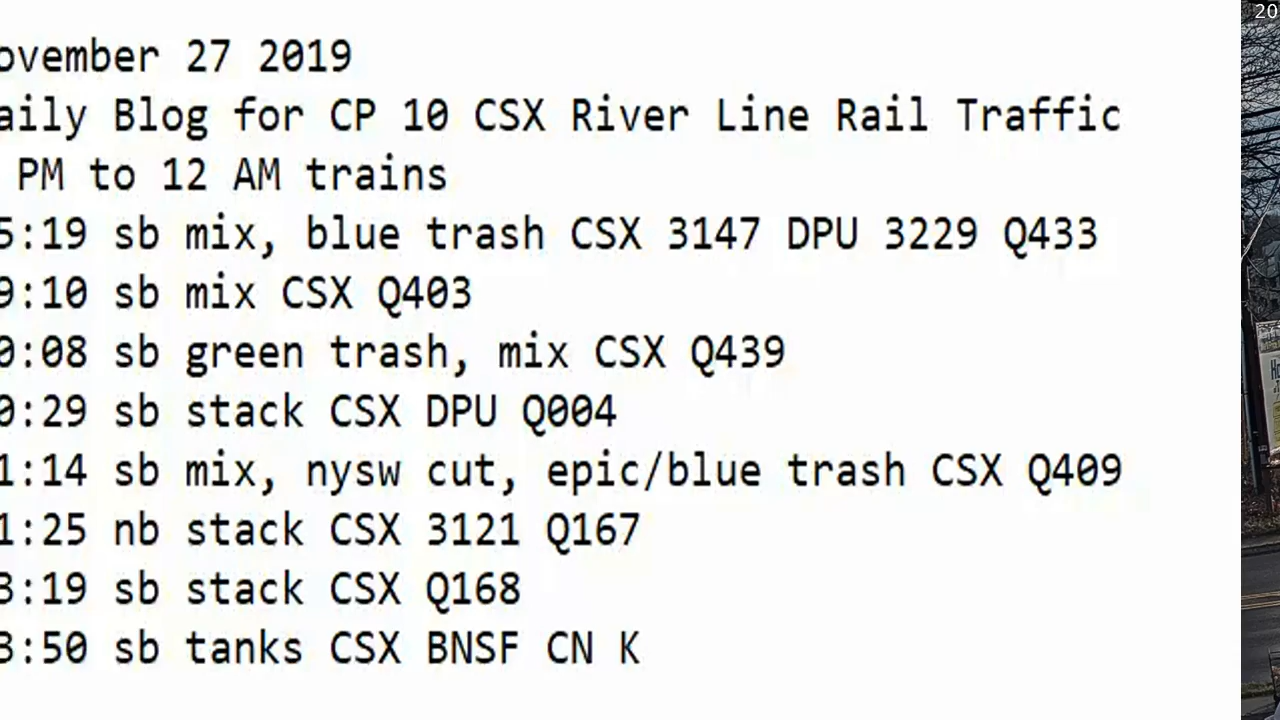 ovember 27 2019
aily Blog for CP 10 CSX River Line Rail Traffic
PM to 12 AM trains
5:19 sb mix, blue trash CSX 3147 DPU 3229 Q433
9:10 sb mix CSX Q403
0:08 sb green trash, mix CSX Q439
0:29 sb stack CSX DPU Q004
1:14 sb mix, nysw cut, epic/blue trash CSX Q409
1:25 nb stack CSX 3121 Q167
3:19 sb stack CSX Q168
3:50 sb tanks CSX BNSF CN K
20